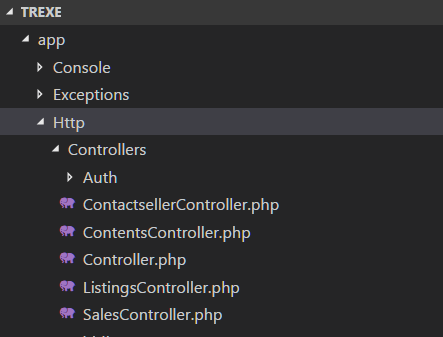 TREXE
app
Console
Exceptions
Http
Controllers
Auth
ContactsellerController.php
ContentsController.php
Controller.php
ListingsController.php
SalesController.php